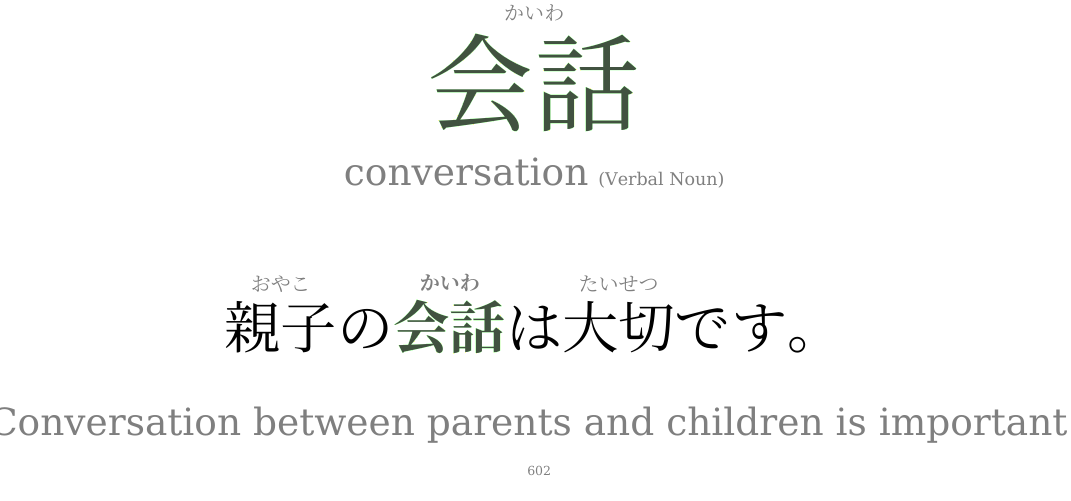 かいわ
会話
conversation (Verbal Noun)
おやこ かいわ たいせつ
親子の会話は大切です。
Conversation between parents and children is important
602